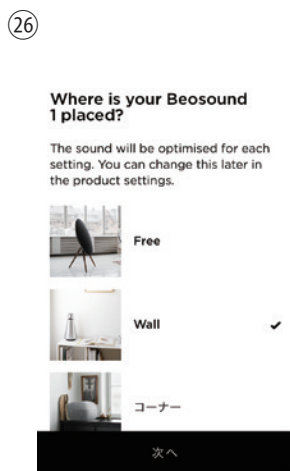 26
Where is your Beosound
1 placed?
The sound will be optimised for each
setting. You can change this later in
the product settings.
Free
Wall
コーナー
次へ